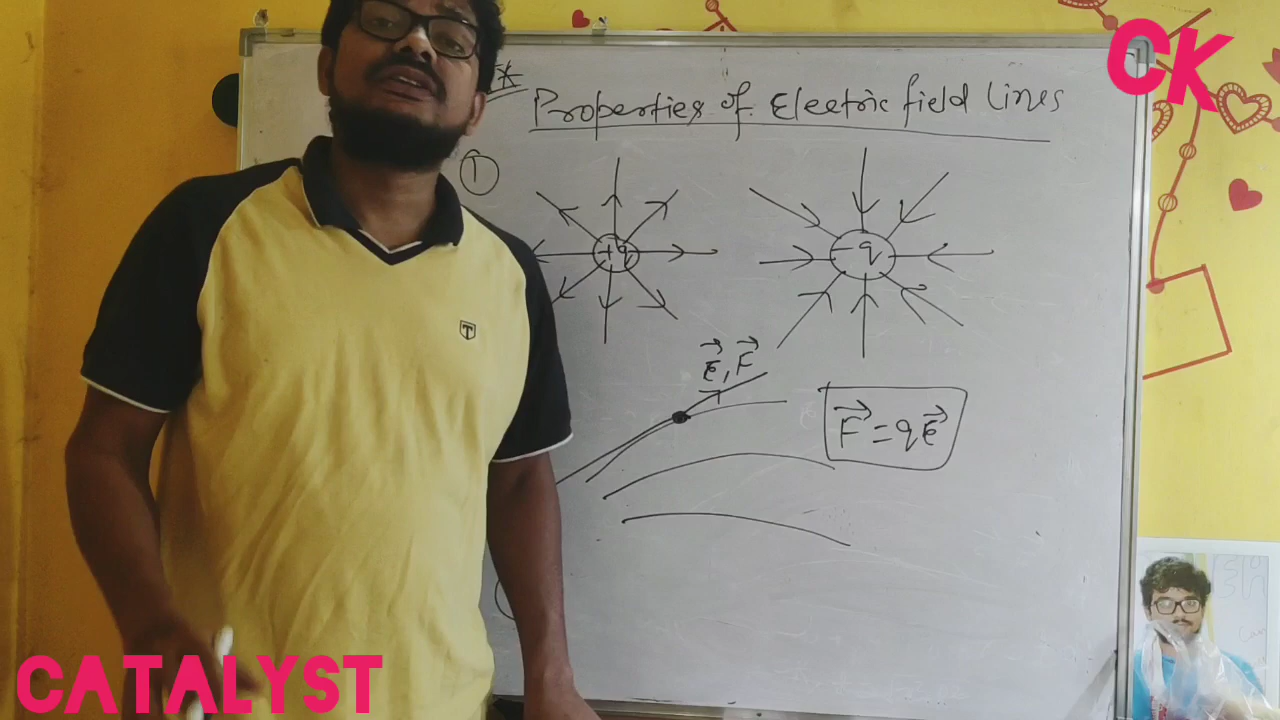 CK
* Properties of Electric field Lines
①
+q
-q
E⃗, F⃗
F⃗ = qE⃗
T
CATALYST